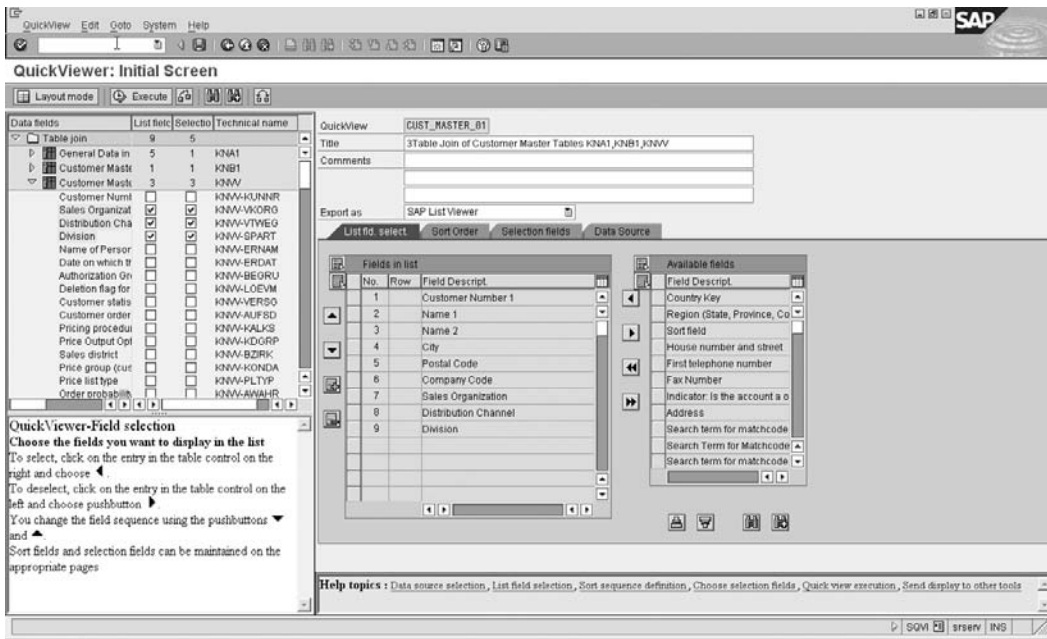 QuickView Edit Goto System Help
SAP
QuickViewer: Initial Screen
Layout mode Execute
Data fields List field Selectio Technical name
Table join 9 5
General Data in 5 1 KNA1
Customer Maste 1 1 KNB1
Customer Maste 3 3 KNVV
Customer Numb KNVV-KUNNR
Sales Organizat KNVV-VKORG
Distribution Cha KNVV-VTWEG
Division KNVV-SPART
Name of Person KNVV-ERNAM
Date on which th KNVV-ERDAT
Authorization Gro KNVV-BEGRU
Deletion flag for KNVV-LOEVM
Customer statis KNVV-VERSG
Customer order KNVV-AUFSD
Pricing procedur KNVV-KALKS
Price Output Opt KNVV-KDGRP
Sales district KNVV-BZIRK
Price group (cus KNVV-KONDA
Price list type KNVV-PLTYP
Order probability KNVV-AWAHR
QuickViewer-Field selection
Choose the fields you want to display in the list
To select, click on the entry in the table control on the
right and choose .
To deselect, click on the entry in the table control on the
left and choose pushbutton .
You change the field sequence using the pushbuttons
and .
Sort fields and selection fields can be maintained on the
appropriate pages
QuickView CUST_MASTER_01
Title 3Table Join of Customer Master Tables KNA1,KNB1,KNVV
Comments
Export as SAP List Viewer
List fld. select. Sort Order Selection fields Data Source
Fields in list
No. Row Field Descript.
1 Customer Number 1
2 Name 1
3 Name 2
4 City
5 Postal Code
6 Company Code
7 Sales Organization
8 Distribution Channel
9 Division
Available fields
Field Descript.
Country Key
Region (State, Province, Co
Sort field
House number and street
First telephone number
Fax Number
Indicator: Is the account a o
Address
Search term for matchcode
Search Term for Matchcode
Search term for matchcode
Help topics : Data source selection , List field selection , Sort sequence definition , Choose selection fields , Quick view execution , Send display to other tools
SQVI srserv INS